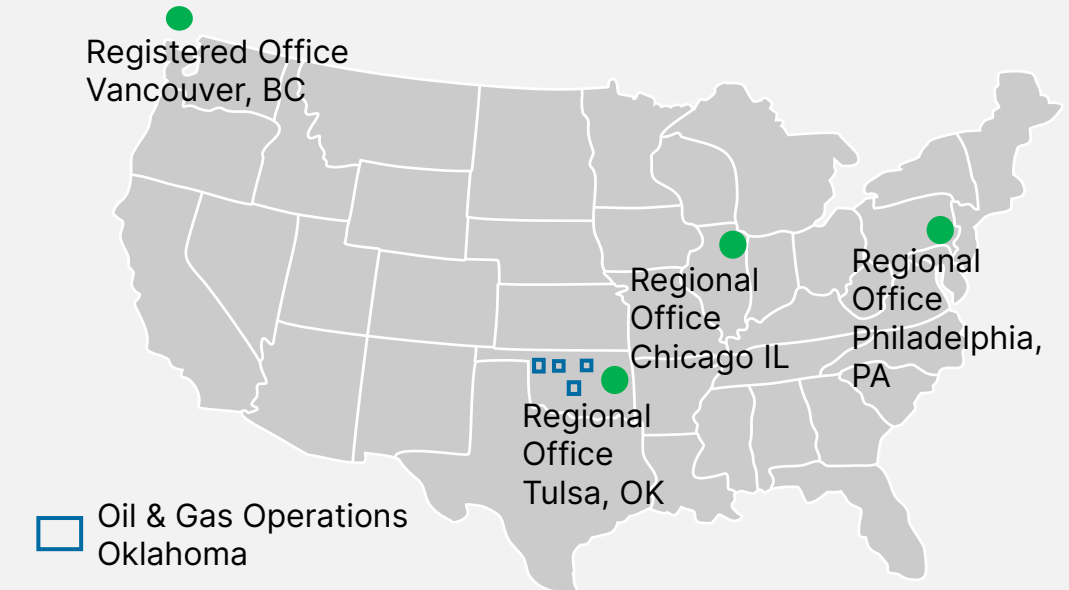 Registered Office
Vancouver, BC
Regional
Office
Chicago IL
Regional
Office
Philadelphia,
PA
Regional
Office
Tulsa, OK
Oil & Gas Operations
Oklahoma